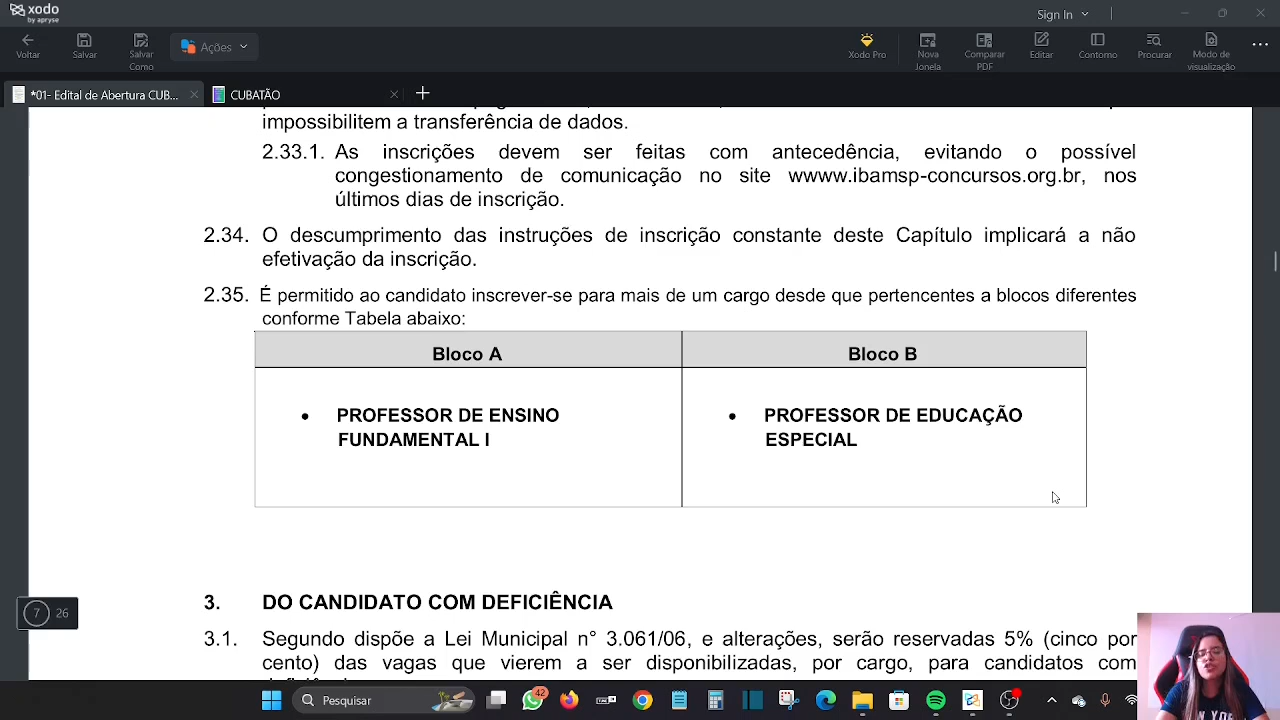 xodo
by apryse
Sign In
Voltar
Salvar
Salvar Como
Ações
Xodo Pro
Nova Janela
Comparar PDF
Editar
Contorno
Procurar
Modo de visualização
*01- Edital de Abertura CUB...
CUBATÃO
impossibilitem a transferência de dados.
2.33.1. As inscrições devem ser feitas com antecedência, evitando o possível
congestionamento de comunicação no site wwww.ibamsp-concursos.org.br, nos
últimos dias de inscrição.
2.34. O descumprimento das instruções de inscrição constante deste Capítulo implicará a não
efetivação da inscrição.
2.35. É permitido ao candidato inscrever-se para mais de um cargo desde que pertencentes a blocos diferentes
conforme Tabela abaixo:
Bloco A
Bloco B
• PROFESSOR DE ENSINO
FUNDAMENTAL I
• PROFESSOR DE EDUCAÇÃO
ESPECIAL
3. DO CANDIDATO COM DEFICIÊNCIA
7 26
3.1. Segundo dispõe a Lei Municipal n° 3.061/06, e alterações, serão reservadas 5% (cinco por
cento) das vagas que vierem a ser disponibilizadas, por cargo, para candidatos com
Pesquisar
42